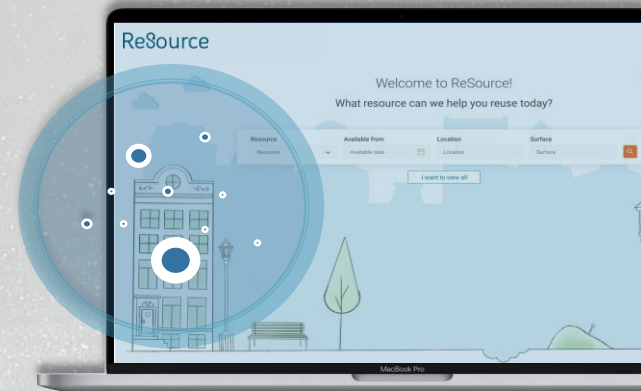 ReSource
Welcome to ReSource!
What resource can we help you reuse today?
Resource Available from Location Surface
Resource Available date Location Surface
I want to view all
MacBook Pro